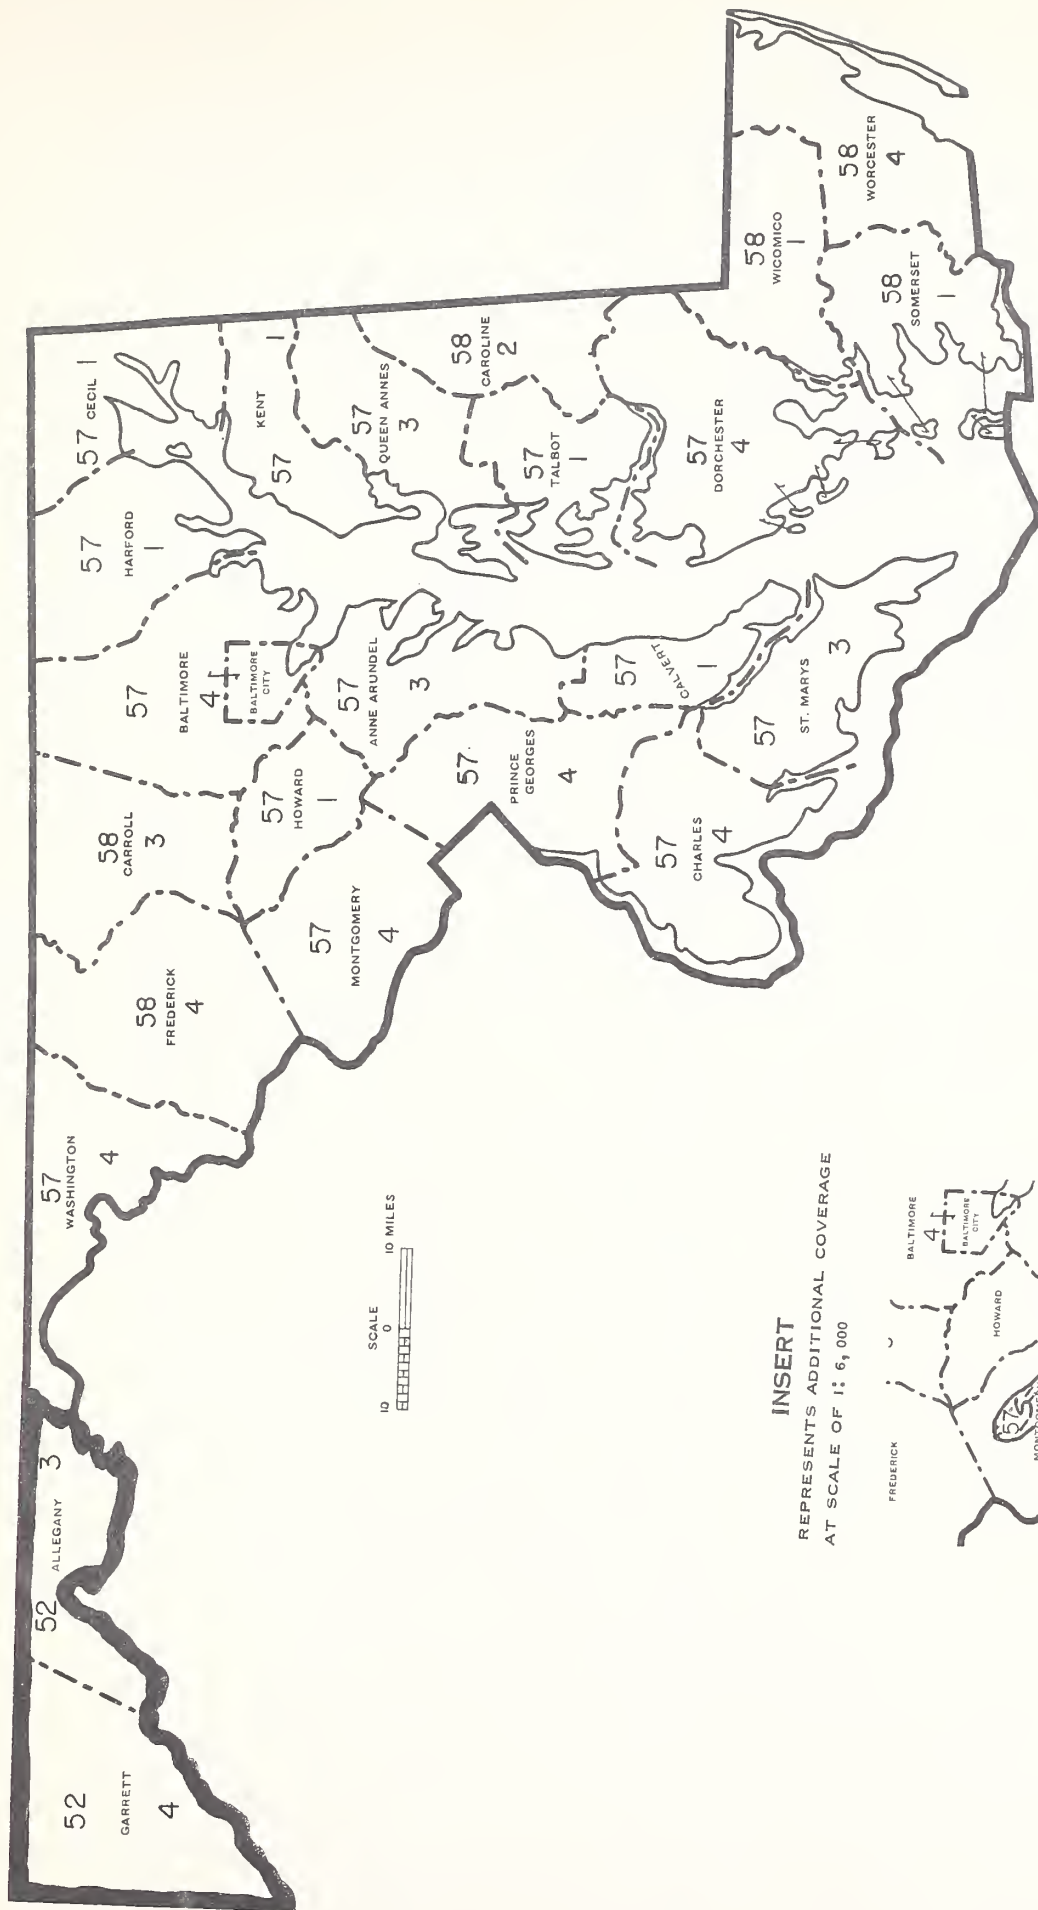 52
GARRETT
4
52
ALLEGANY
3
57
WASHINGTON
4
58
FREDERICK
4
58
CARROLL
3
57
BALTIMORE
4
BALTIMORE
CITY
57
HARFORD
1
57 CECIL 1
57
KENT
1
57
QUEEN ANNES
3
58
CAROLINE
2
57
TALBOT
1
57
DORCHESTER
4
58
WICOMICO
1
58
WORCESTER
4
58
SOMERSET
1
57
HOWARD
1
57
MONTGOMERY
4
57
ANNE ARUNDEL
3
57
PRINCE
GEORGES
4
57
CALVERT
1
57
CHARLES
4
57
ST. MARYS
3
SCALE
10 0 10 MILES
INSERT
REPRESENTS ADDITIONAL COVERAGE
AT SCALE OF 1: 6,000
FREDERICK
BALTIMORE
4
BALTIMORE
CITY
HOWARD
57
5